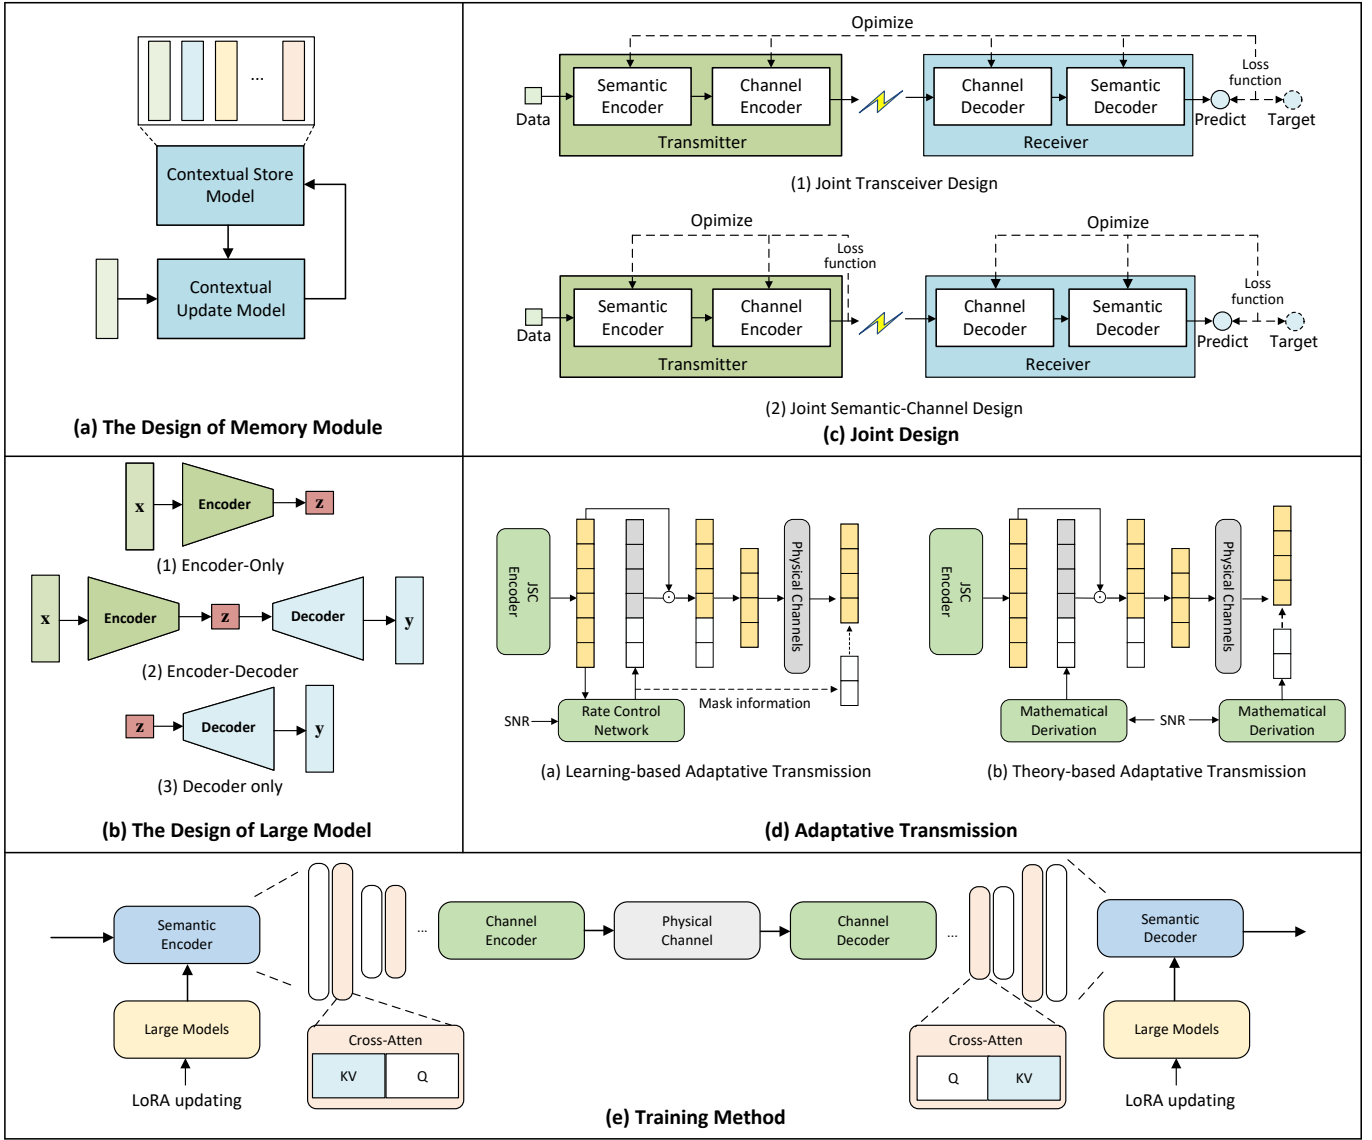 ...
Contextual Store
Model
Contextual
Update Model
(a) The Design of Memory Module
Opimize
Semantic
Encoder
Channel
Encoder
Channel
Decoder
Semantic
Decoder
Loss
function
Data
Predict
Target
Transmitter
Receiver
(1) Joint Transceiver Design
Opimize
Opimize
Loss
function
Semantic
Encoder
Channel
Encoder
Channel
Decoder
Semantic
Decoder
Loss
function
Data
Predict
Target
Transmitter
Receiver
(2) Joint Semantic-Channel Design
(c) Joint Design
x
Encoder
z
(1) Encoder-Only
x
Encoder
z
Decoder
y
(2) Encoder-Decoder
z
Decoder
y
(3) Decoder only
(b) The Design of Large Model
JSC
Encoder
Physical Channels
Mask information
SNR
Rate Control
Network
(a) Learning-based Adaptative Transmission
JSC
Encoder
Physical Channels
Mathematical
Derivation
SNR
Mathematical
Derivation
(b) Theory-based Adaptative Transmission
(d) Adaptative Transmission
Semantic
Encoder
...
Channel
Encoder
Physical
Channel
Channel
Decoder
...
Semantic
Decoder
Large Models
LoRA updating
Cross-Atten
KV
Q
Cross-Atten
Q
KV
Large Models
LoRA updating
(e) Training Method